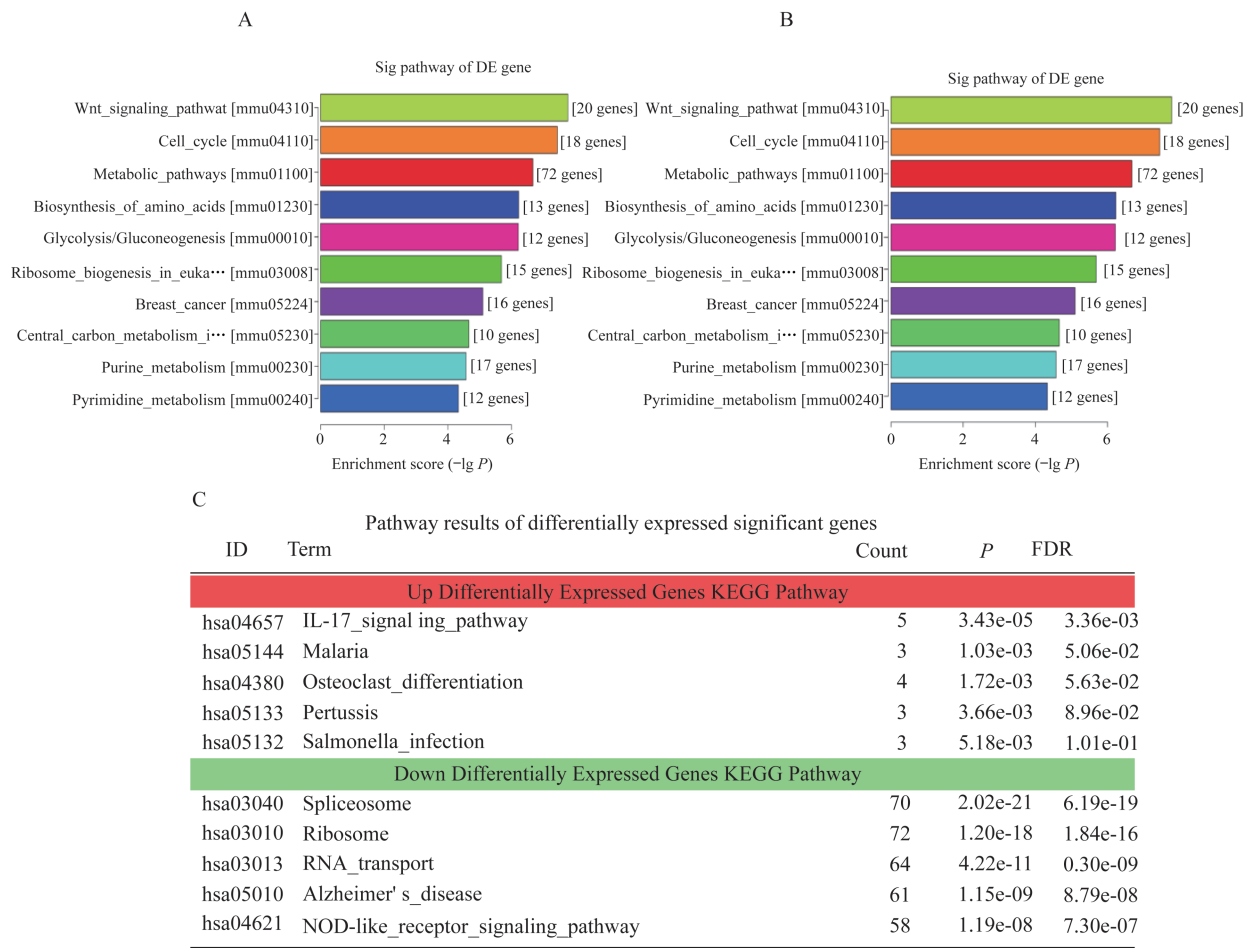 A
Sig pathway of DE gene
Wnt_signaling_pathwat [mmu04310] [20 genes]
Cell_cycle [mmu04110] [18 genes]
Metabolic_pathways [mmu01100] [72 genes]
Biosynthesis_of_amino_acids [mmu01230] [13 genes]
Glycolysis/Gluconeogenesis [mmu00010] [12 genes]
Ribosome_biogenesis_in_euka··· [mmu03008] [15 genes]
Breast_cancer [mmu05224] [16 genes]
Central_carbon_metabolism_i··· [mmu05230] [10 genes]
Purine_metabolism [mmu00230] [17 genes]
Pyrimidine_metabolism [mmu00240] [12 genes]
0 2 4 6
Enrichment score (−lg P)
B
Sig pathway of DE gene
Wnt_signaling_pathwat [mmu04310] [20 genes]
Cell_cycle [mmu04110] [18 genes]
Metabolic_pathways [mmu01100] [72 genes]
Biosynthesis_of_amino_acids [mmu01230] [13 genes]
Glycolysis/Gluconeogenesis [mmu00010] [12 genes]
Ribosome_biogenesis_in_euka··· [mmu03008] [15 genes]
Breast_cancer [mmu05224] [16 genes]
Central_carbon_metabolism_i··· [mmu05230] [10 genes]
Purine_metabolism [mmu00230] [17 genes]
Pyrimidine_metabolism [mmu00240] [12 genes]
0 2 4 6
Enrichment score (−lg P)
C
Pathway results of differentially expressed significant genes
ID Term Count P FDR
Up Differentially Expressed Genes KEGG Pathway
hsa04657 IL-17_signal ing_pathway 5 3.43e-05 3.36e-03
hsa05144 Malaria 3 1.03e-03 5.06e-02
hsa04380 Osteoclast_differentiation 4 1.72e-03 5.63e-02
hsa05133 Pertussis 3 3.66e-03 8.96e-02
hsa05132 Salmonella_infection 3 5.18e-03 1.01e-01
Down Differentially Expressed Genes KEGG Pathway
hsa03040 Spliceosome 70 2.02e-21 6.19e-19
hsa03010 Ribosome 72 1.20e-18 1.84e-16
hsa03013 RNA_transport 64 4.22e-11 0.30e-09
hsa05010 Alzheimer' s_disease 61 1.15e-09 8.79e-08
hsa04621 NOD-like_receptor_signaling_pathway 58 1.19e-08 7.30e-07